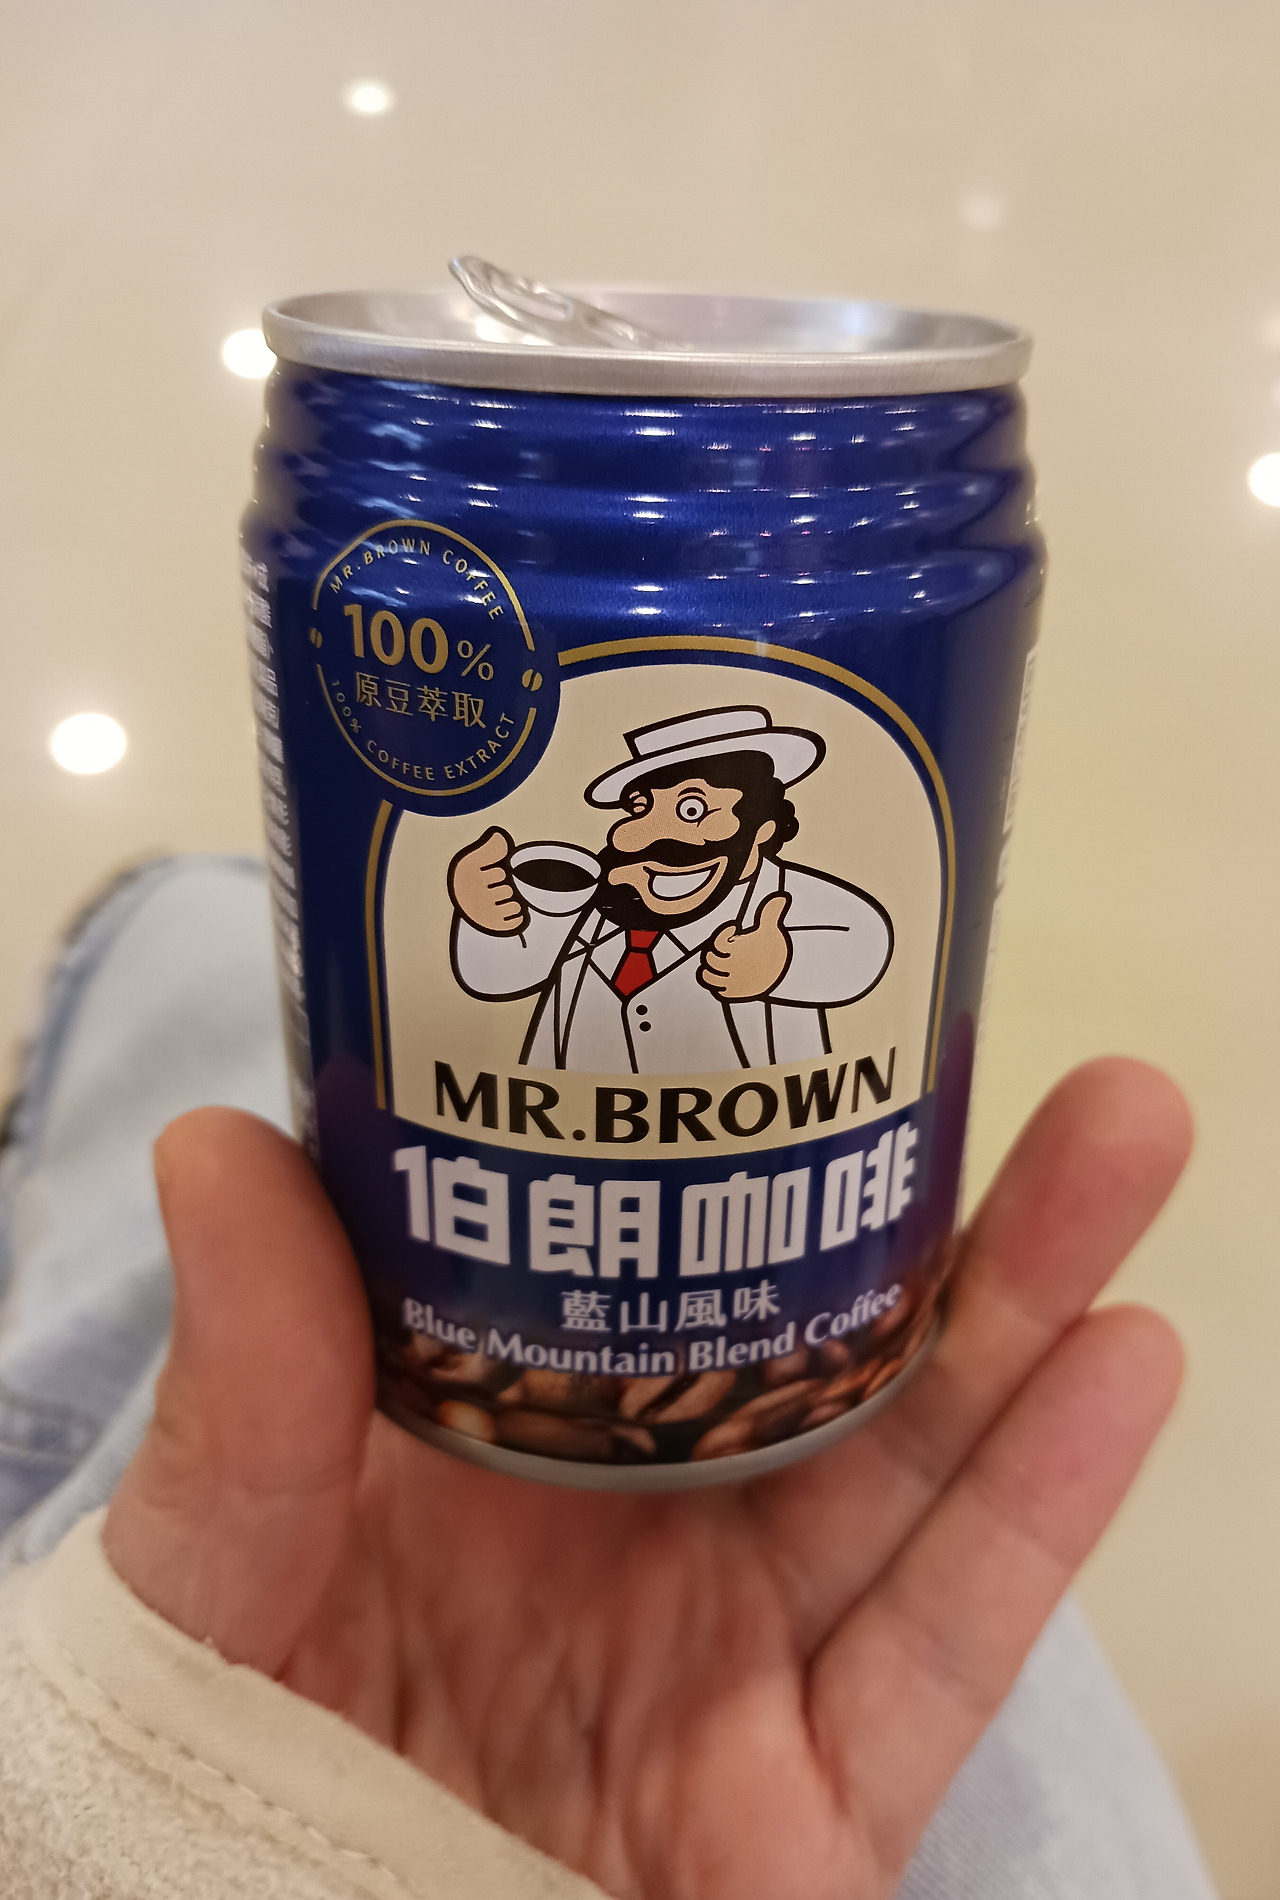 MR.BROWN COFFEE
100%
原豆萃取
100% COFFEE EXTRACT
MR.BROWN
伯朗咖啡
藍山風味
Blue Mountain Blend Coffee